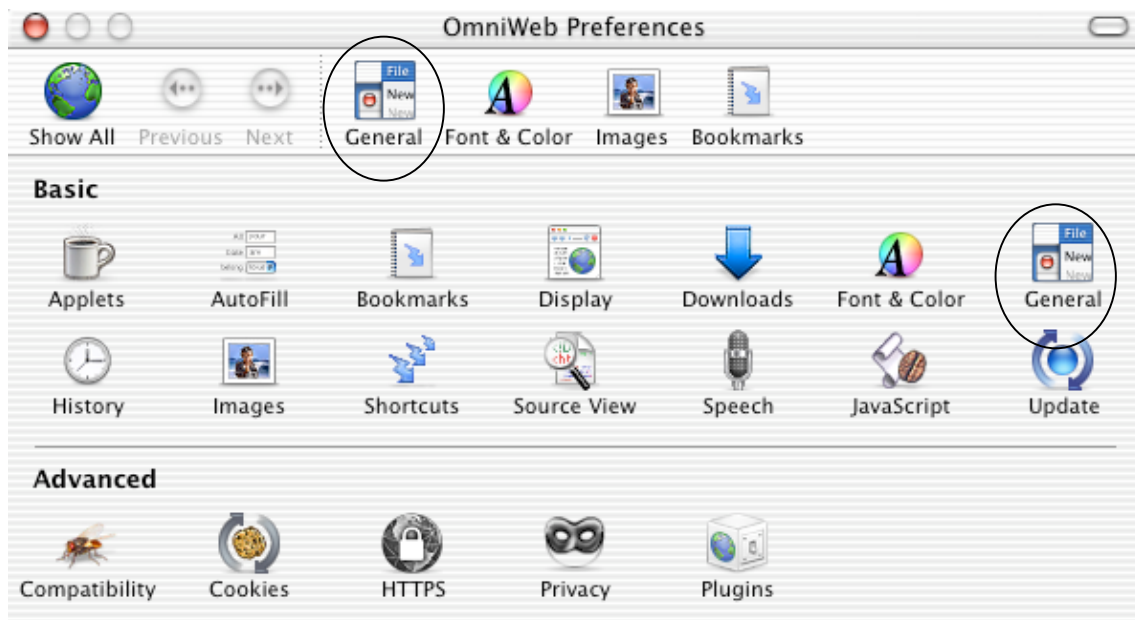 OmniWeb Preferences
File
New
New
Show All Previous Next General Font & Color Images Bookmarks
Basic
File
New
New
Applets AutoFill Bookmarks Display Downloads Font & Color General
History Images Shortcuts Source View Speech JavaScript Update
Advanced
Compatibility Cookies HTTPS Privacy Plugins